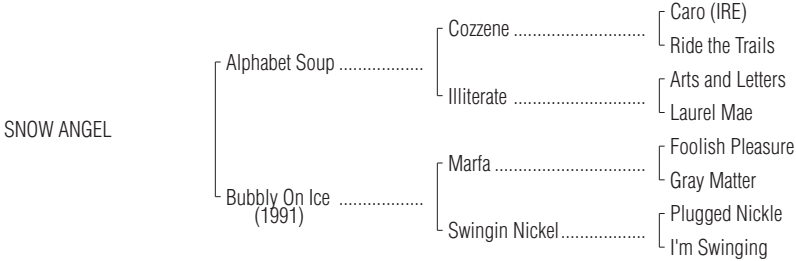 Caro (IRE)
Cozzene ........................
Ride the Trails
Alphabet Soup ..................
Arts and Letters
Illiterate ........................
Laurel Mae
SNOW ANGEL
Foolish Pleasure
Marfa ...........................
Gray Matter
Bubbly On Ice ..................
(1991)
Plugged Nickle
Swingin Nickel..................
I'm Swinging